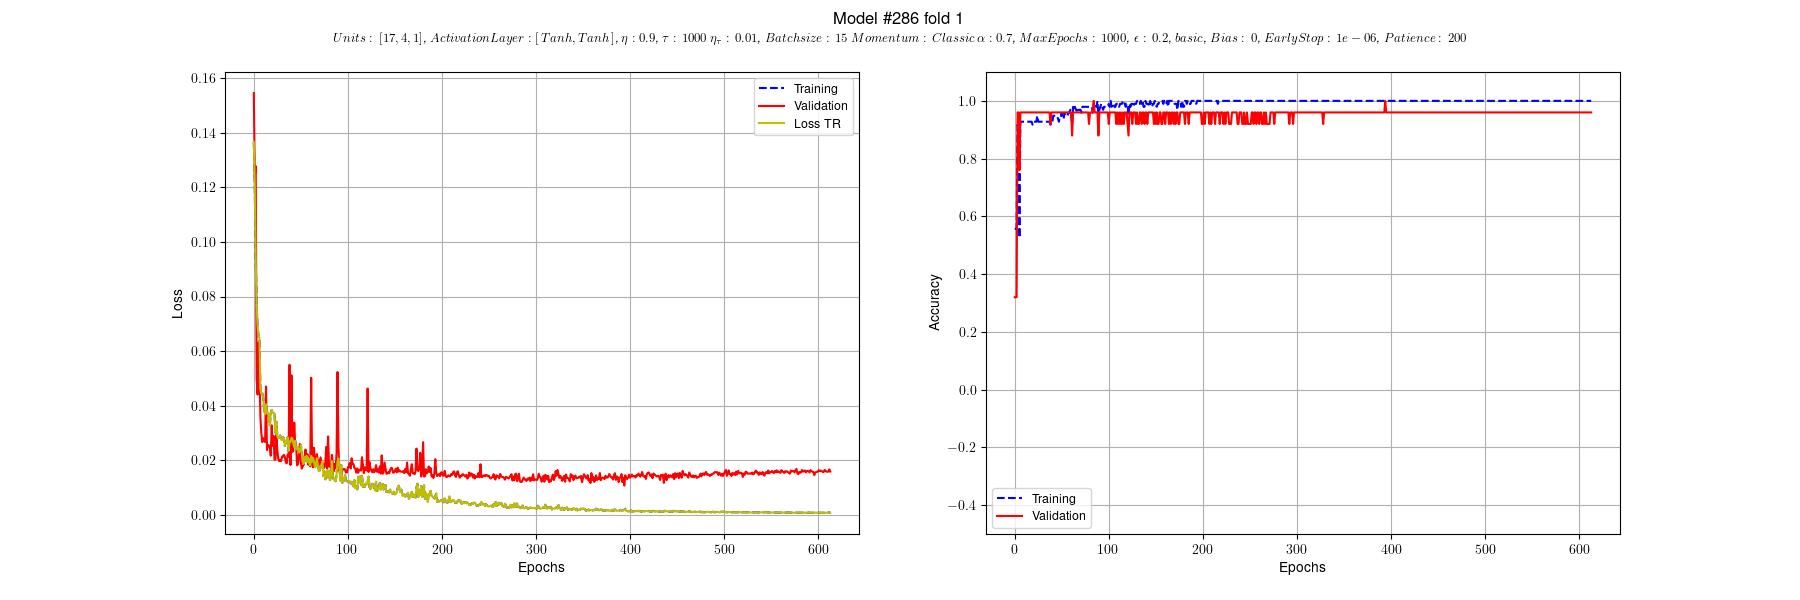 Model #286 fold 1
Units : [17, 4, 1], ActivationLayer : [Tanh, Tanh], η : 0.9, τ : 1000 η_τ : 0.01, Batchsize : 15 Momentum : Classic α : 0.7, MaxEpochs : 1000, ϵ : 0.2, basic, Bias : 0, EarlyStop : 1e − 06, Patience : 200
0.16
0.14
0.12
0.10
0.08
0.06
0.04
0.02
0.00
Loss
0 100 200 300 400 500 600
Epochs
Training
Validation
Loss TR
1.0
0.8
0.6
0.4
0.2
0.0
−0.2
−0.4
Accuracy
0 100 200 300 400 500 600
Epochs
Training
Validation